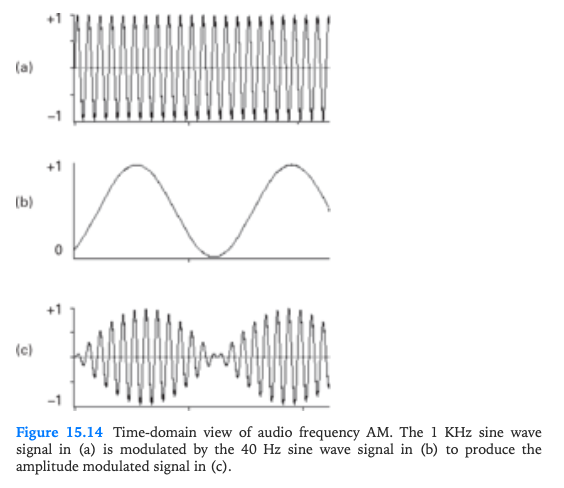 +1
(a)
−1
+1
(b)
0
+1
(c)
−1
Figure 15.14 Time-domain view of audio frequency AM. The 1 KHz sine wave
signal in (a) is modulated by the 40 Hz sine wave signal in (b) to produce the
amplitude modulated signal in (c).